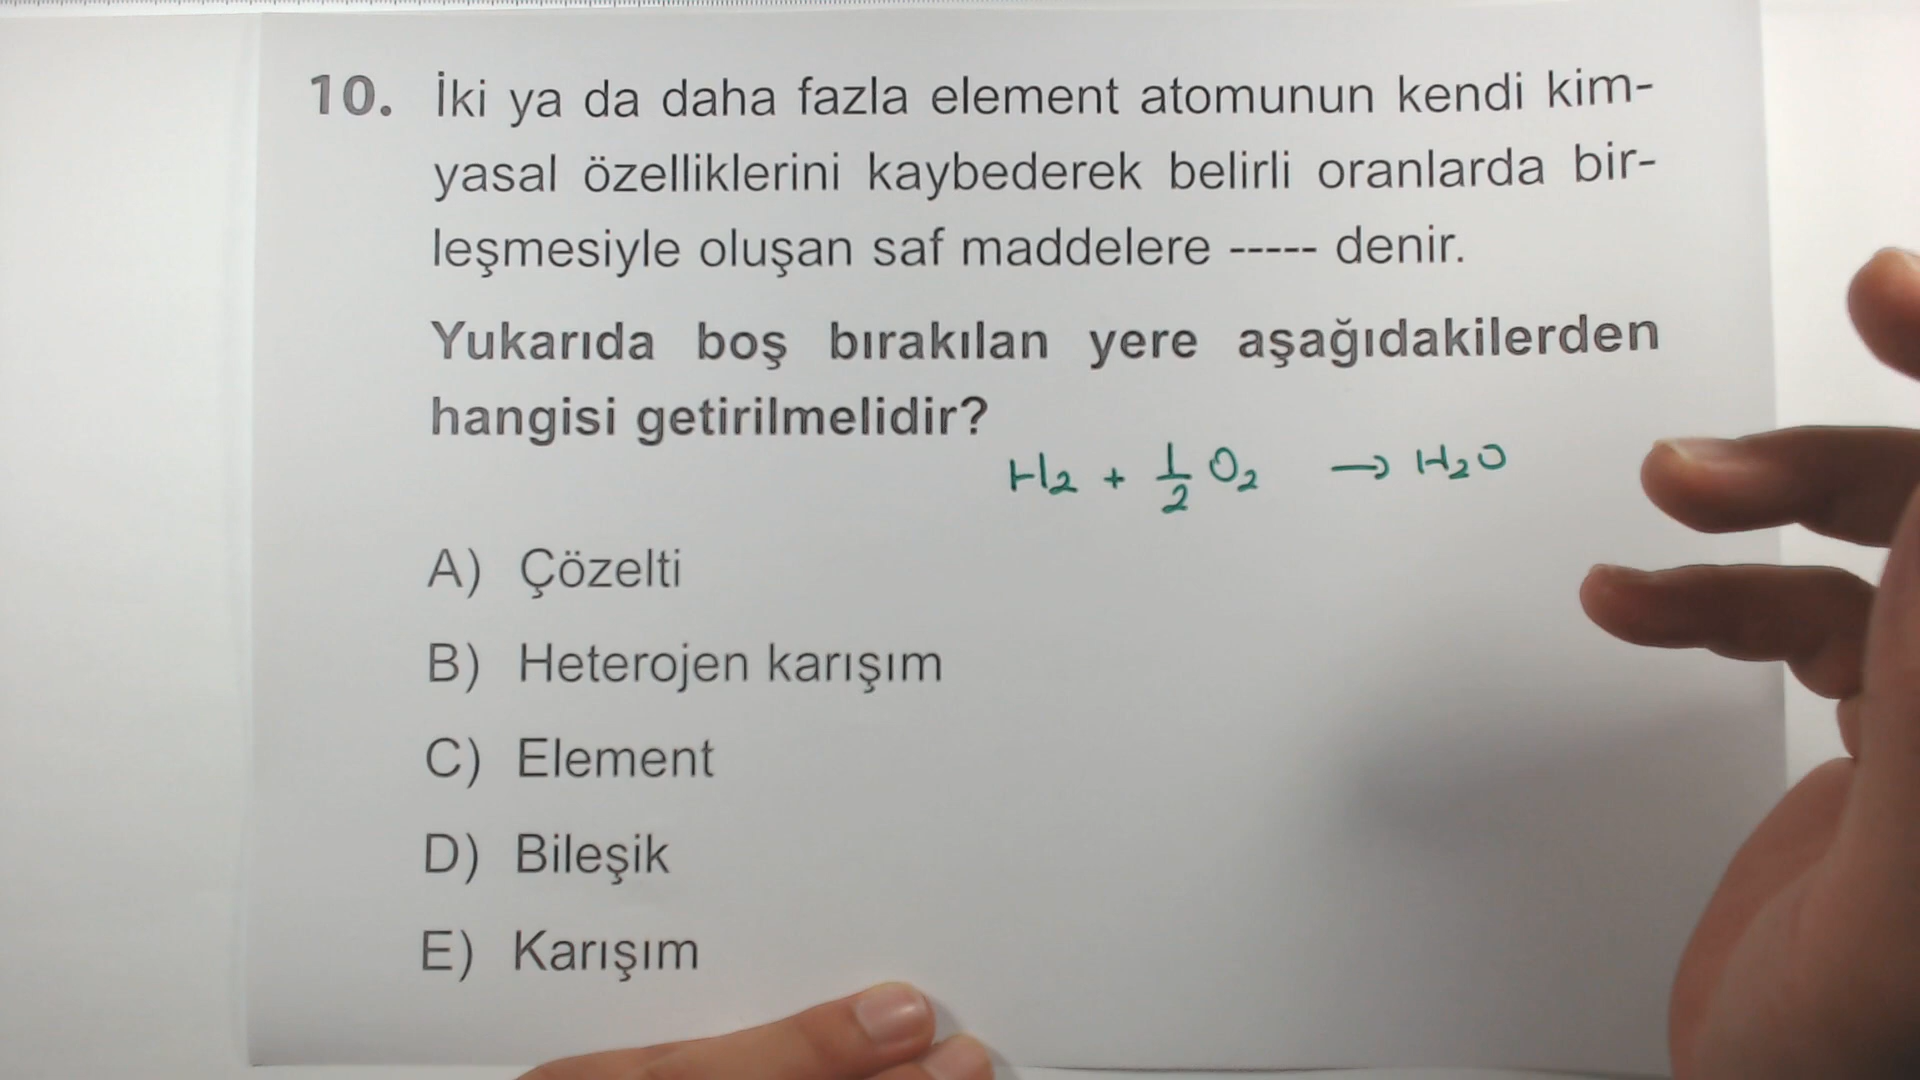 10. İki ya da daha fazla element atomunun kendi kim-
yasal özelliklerini kaybederek belirli oranlarda bir-
leşmesiyle oluşan saf maddelere ----- denir.
Yukarıda boş bırakılan yere aşağıdakilerden
hangisi getirilmelidir?
H₂ + 1/2 O₂ → H₂O
A) Çözelti
B) Heterojen karışım
C) Element
D) Bileşik
E) Karışım